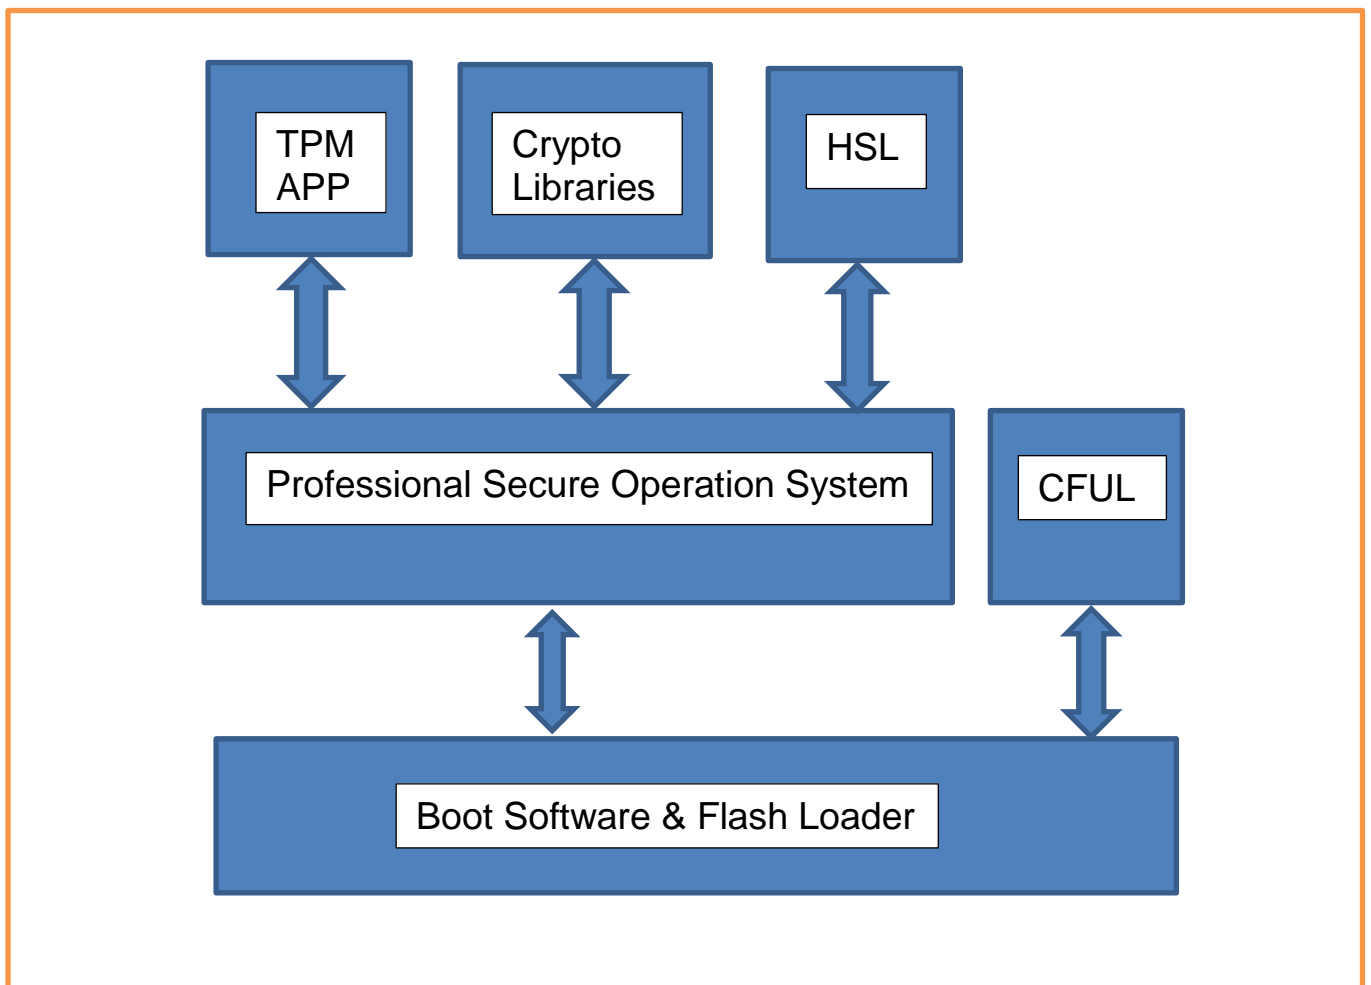 TPM
APP
Crypto
Libraries
HSL
Professional Secure Operation System
CFUL
Boot Software & Flash Loader